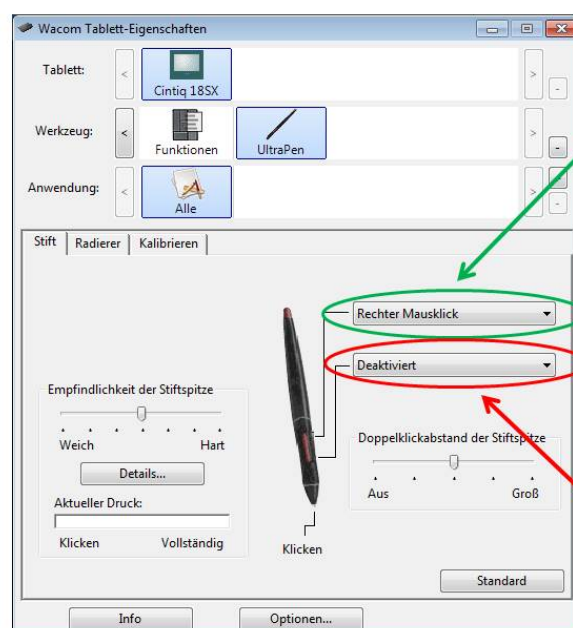 Wacom Tablett-Eigenschaften
Tablett:
Cintiq 18SX
Werkzeug:
Funktionen
UltraPen
Anwendung:
Alle
Stift Radierer Kalibrieren
Rechter Mausklick
Deaktiviert
Empfindlichkeit der Stiftspitze
Weich Hart
Details...
Aktueller Druck:
Klicken Vollständig
Doppelklickabstand der Stiftspitze
Aus Groß
Klicken
Standard
Info Optionen...